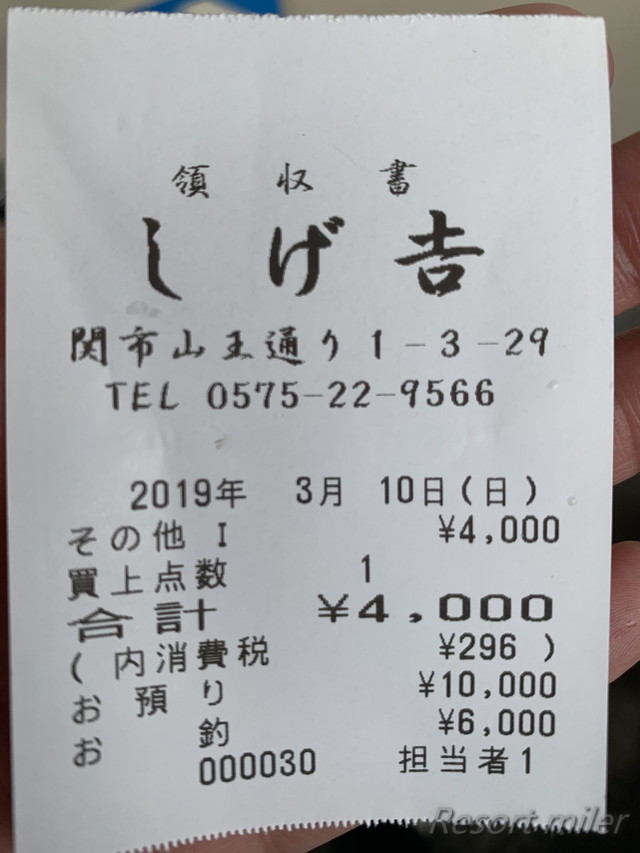 領収書
しげ吉
関市山王通り1-3-29
TEL 0575-22-9566
2019年 3月 10日(日)
その他 I ¥4,000
買上点数 1
合計 ¥4,000
(内消費税 ¥296 )
お預り ¥10,000
お釣 ¥6,000
000030 担当者1
Resort miler